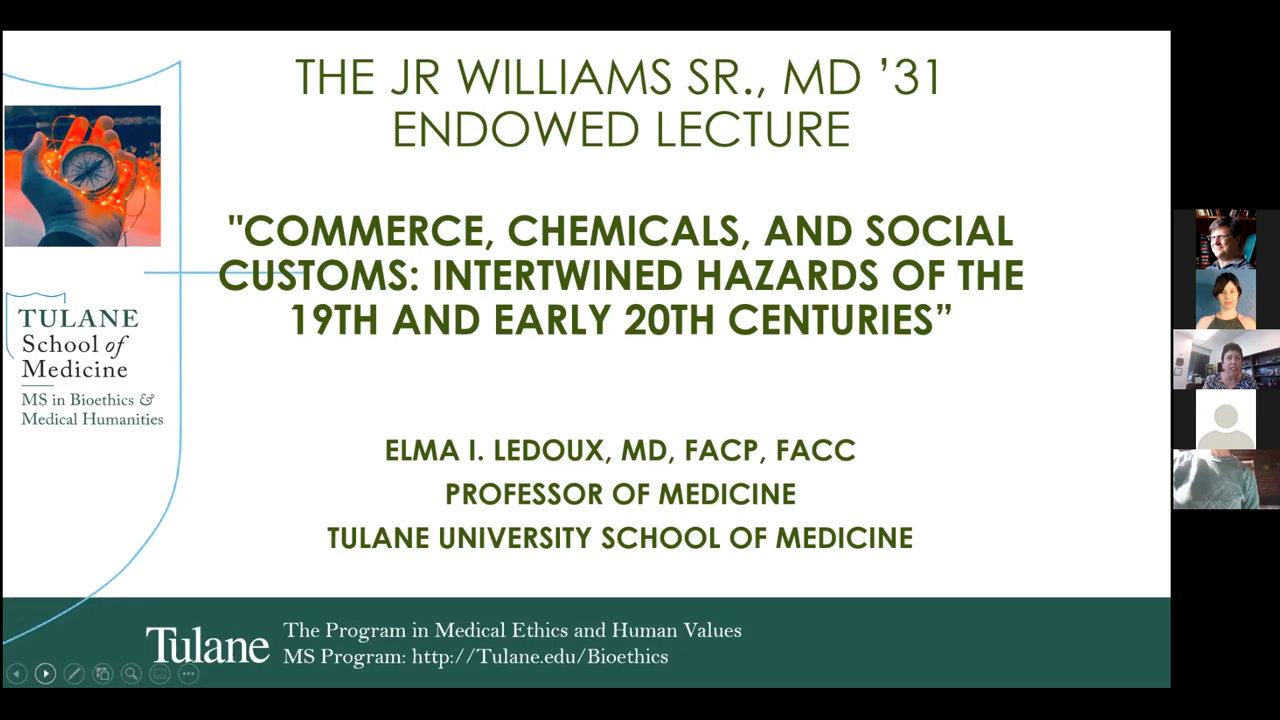 THE JR WILLIAMS SR., MD ’31
ENDOWED LECTURE
"COMMERCE, CHEMICALS, AND SOCIAL
CUSTOMS: INTERTWINED HAZARDS OF THE
19TH AND EARLY 20TH CENTURIES”
TULANE
School of
Medicine
MS in Bioethics &
Medical Humanities
ELMA I. LEDOUX, MD, FACP, FACC
PROFESSOR OF MEDICINE
TULANE UNIVERSITY SCHOOL OF MEDICINE
Tulane
The Program in Medical Ethics and Human Values
MS Program: http://Tulane.edu/Bioethics